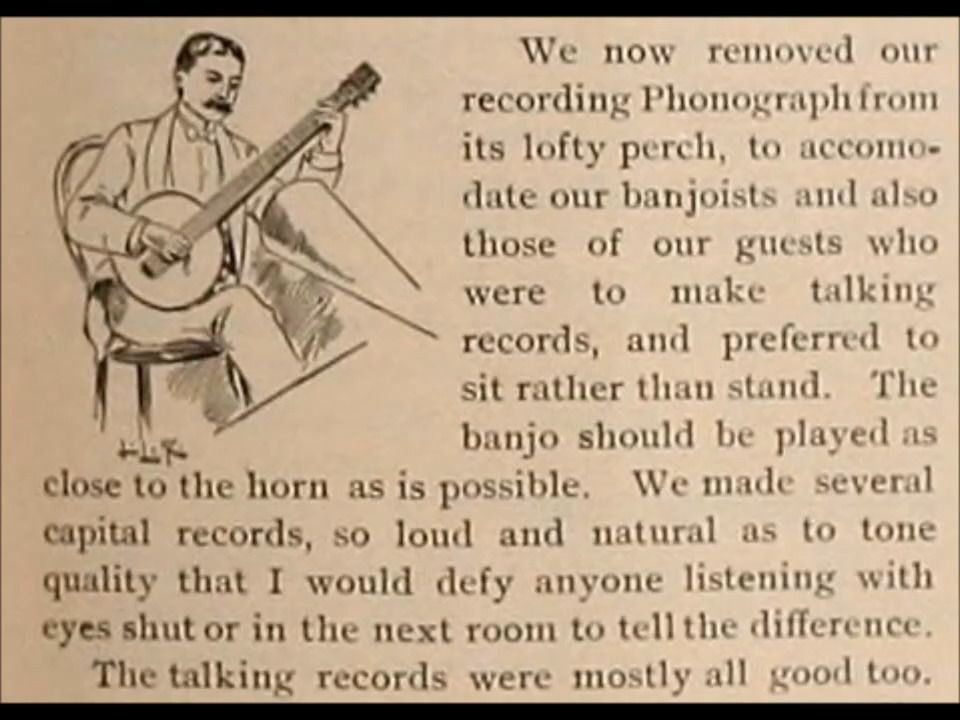 We now removed our
recording Phonograph from
its lofty perch, to accomo-
date our banjoists and also
those of our guests who
were to make talking
records, and preferred to
sit rather than stand. The
banjo should be played as
close to the horn as is possible. We made several
capital records, so loud and natural as to tone
quality that I would defy anyone listening with
eyes shut or in the next room to tell the difference.
The talking records were mostly all good too.